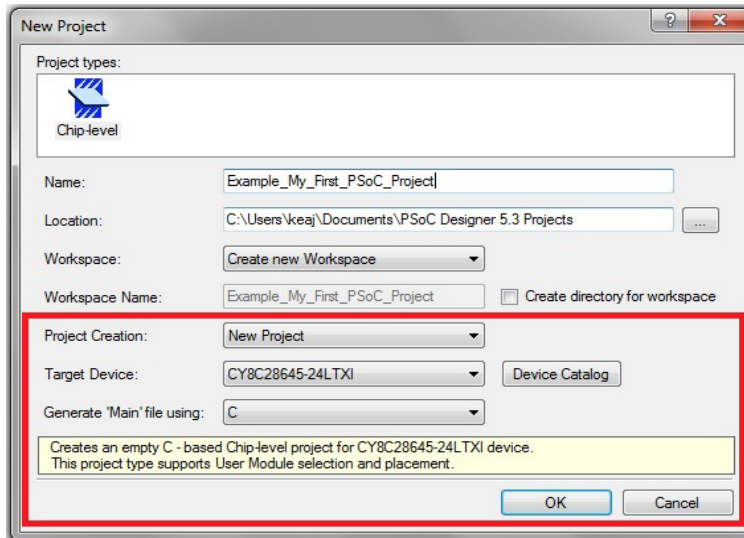 New Project
Project types:
Chip-level
Name: Example_My_First_PSoC_Project
Location: C:\Users\keaj\Documents\PSoC Designer 5.3 Projects ...
Workspace: Create new Workspace
Workspace Name: Example_My_First_PSoC_Project Create directory for workspace
Project Creation: New Project
Target Device: CY8C28645-24LTXI Device Catalog
Generate 'Main' file using: C
Creates an empty C - based Chip-level project for CY8C28645-24LTXI device.
This project type supports User Module selection and placement.
OK Cancel